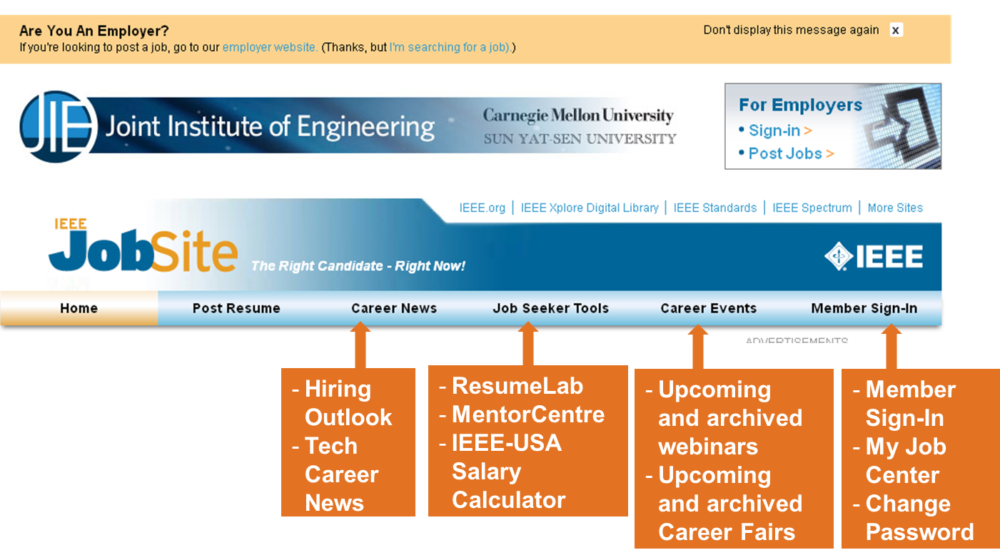 Are You An Employer?
Don't display this message again x
If you're looking to post a job, go to our employer website. (Thanks, but I'm searching for a job).)
JIE Joint Institute of Engineering
Carnegie Mellon University
SUN YAT-SEN UNIVERSITY
For Employers
• Sign-in >
• Post Jobs >
IEEE.org | IEEE Xplore Digital Library | IEEE Standards | IEEE Spectrum | More Sites
IEEE
JobSite
The Right Candidate - Right Now!
IEEE
Home Post Resume Career News Job Seeker Tools Career Events Member Sign-In
ADVERTISEMENTS
- Hiring
Outlook
- Tech
Career
News
- ResumeLab
- MentorCentre
- IEEE-USA
Salary
Calculator
- Upcoming
and archived
webinars
- Upcoming
and archived
Career Fairs
- Member
Sign-In
- My Job
Center
- Change
Password